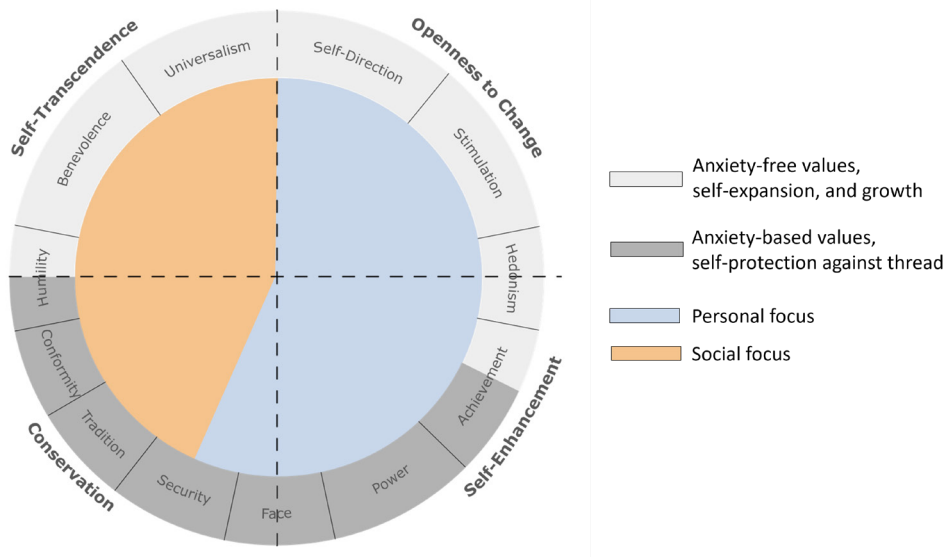 Self-Transcendence
Openness to Change
Universalism
Self-Direction
Benevolence
Stimulation
Humility
Hedonism
Conformity
Achievement
Tradition
Security
Face
Power
Conservation
Self-Enhancement
Anxiety-free values,
self-expansion, and growth
Anxiety-based values,
self-protection against thread
Personal focus
Social focus